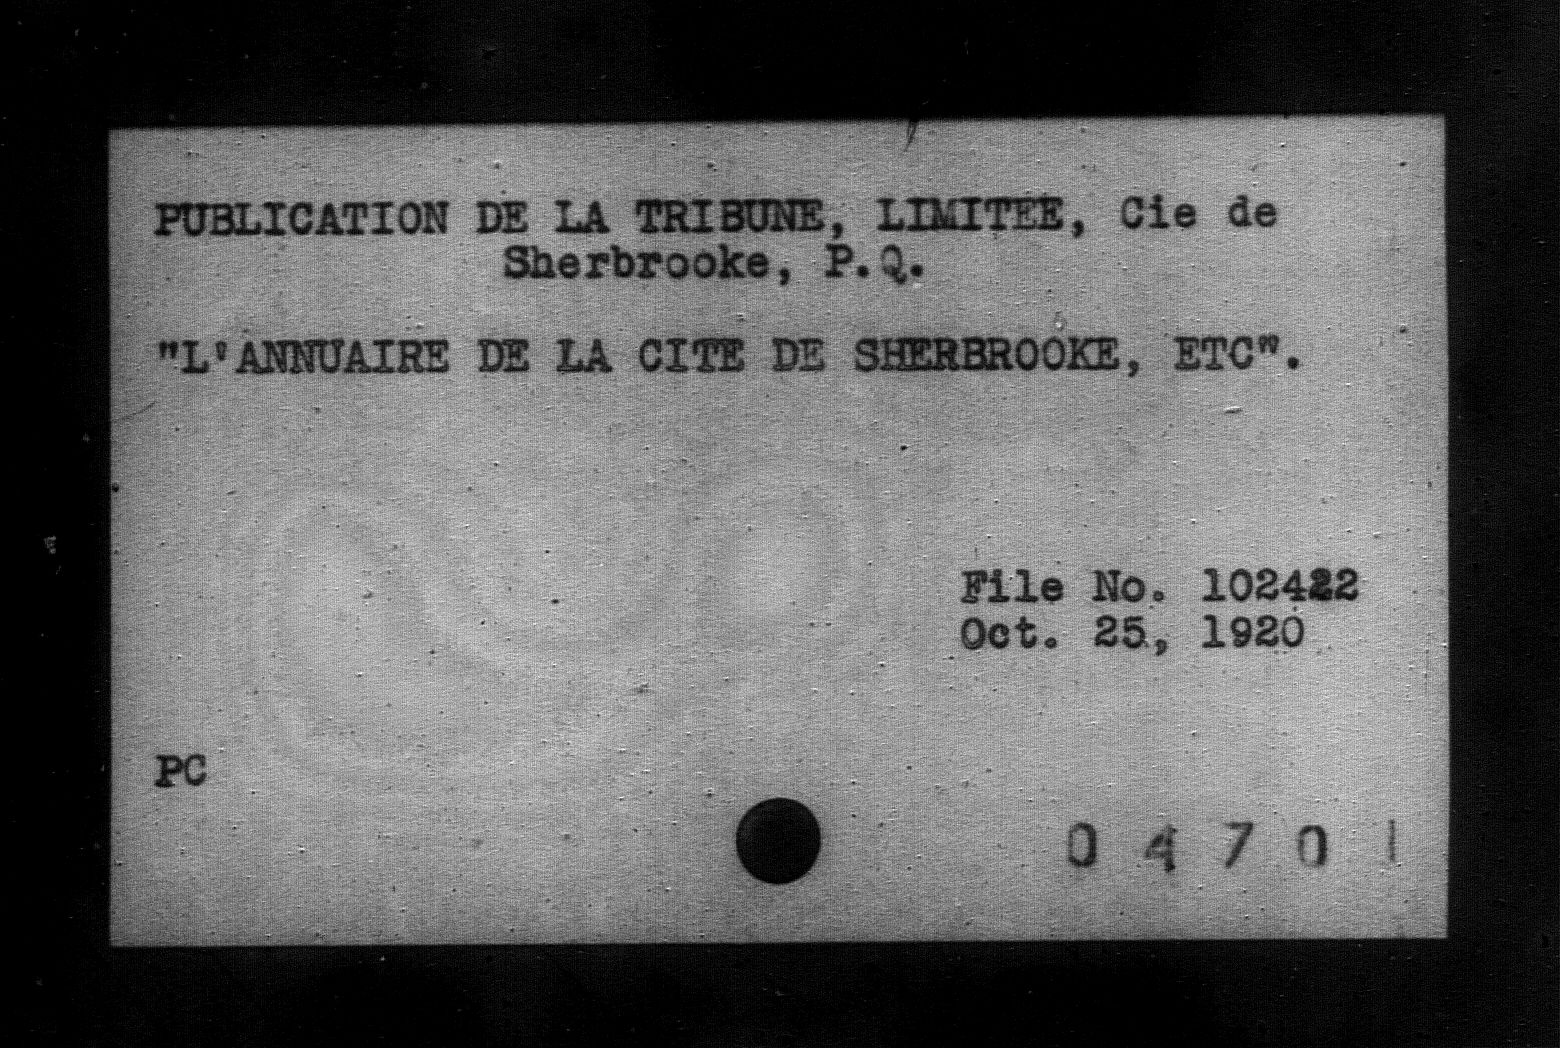 PUBLICATION DE LA TRIBUNE, LIMITEE, Cie de
Sherbrooke, P.Q.
"L'ANNUAIRE DE LA CITE DE SHERBROOKE, ETC".
File No. 102422
Oct. 25, 1920
PC
0 4 7 0 1